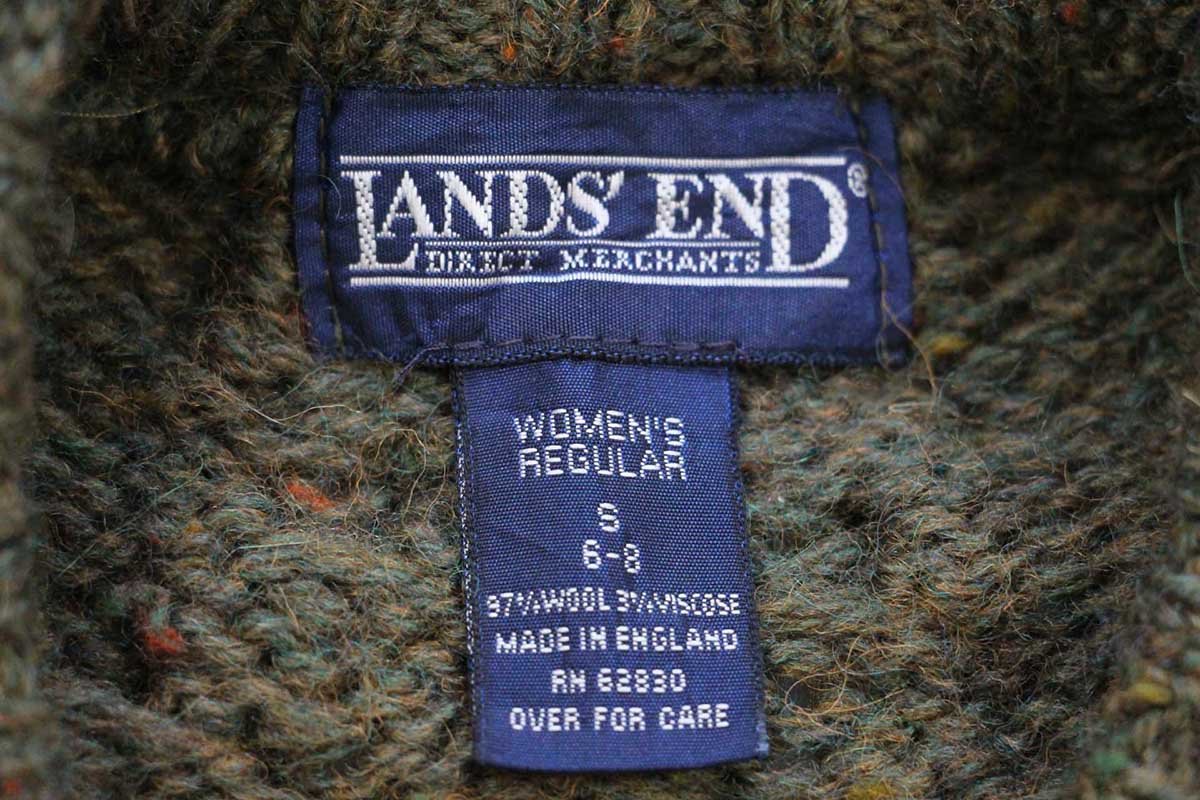 LANDS' END®
DIRECT MERCHANTS
WOMEN'S
REGULAR
S
6-8
97% WOOL 3% VISCOSE
MADE IN ENGLAND
RN 62830
OVER FOR CARE